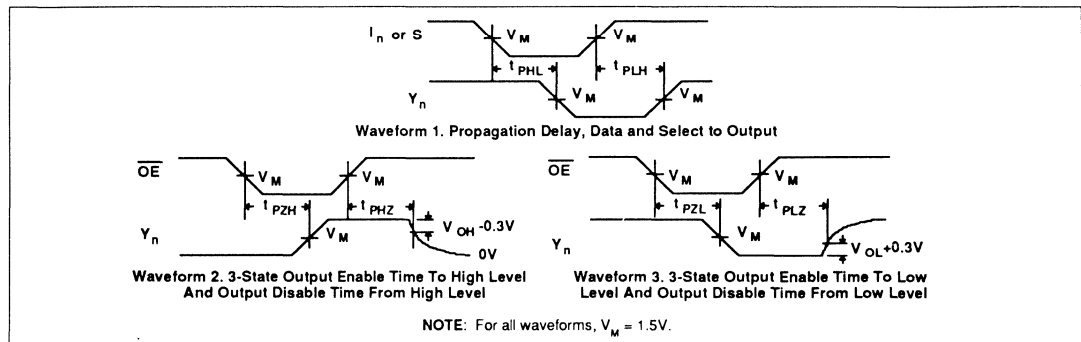 I n or S
V M
V M
t PHL
t PLH
Y n
V M
V M
Waveform 1. Propagation Delay, Data and Select to Output
OE
V M
V M
t PZH
t PHZ
V OH -0.3V
Y n
V M
0V
Waveform 2. 3-State Output Enable Time To High Level
And Output Disable Time From High Level
OE
V M
V M
t PZL
t PLZ
Y n
V M
V OL +0.3V
Waveform 3. 3-State Output Enable Time To Low
Level And Output Disable Time From Low Level
NOTE: For all waveforms, V M = 1.5V.